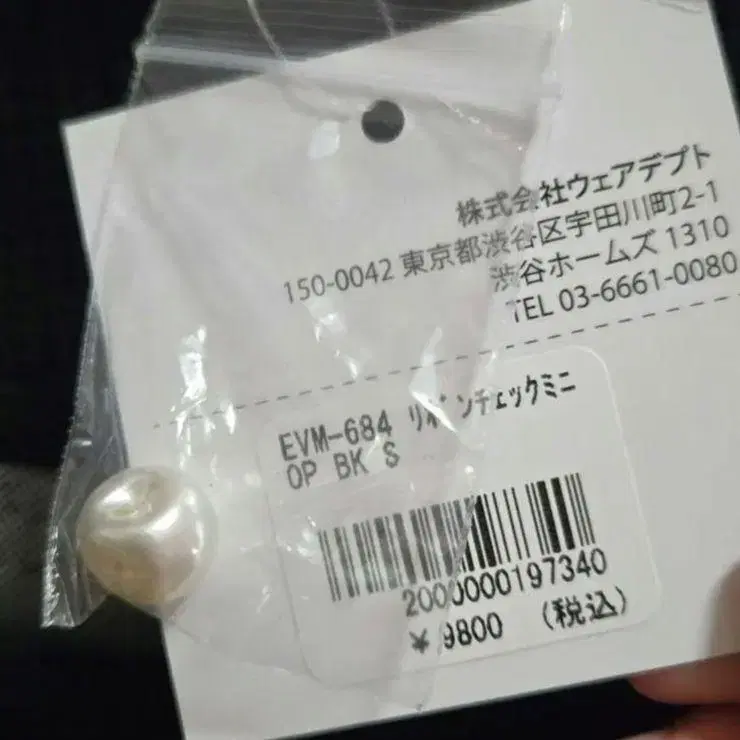 株式会社ウェアデプト
150-0042 東京都渋谷区宇田川町2-1
渋谷ホームズ 1310
TEL 03-6661-0080
EVM-684 リボンチェックミニ
OP BK S
2000000197340
¥9800 (税込)